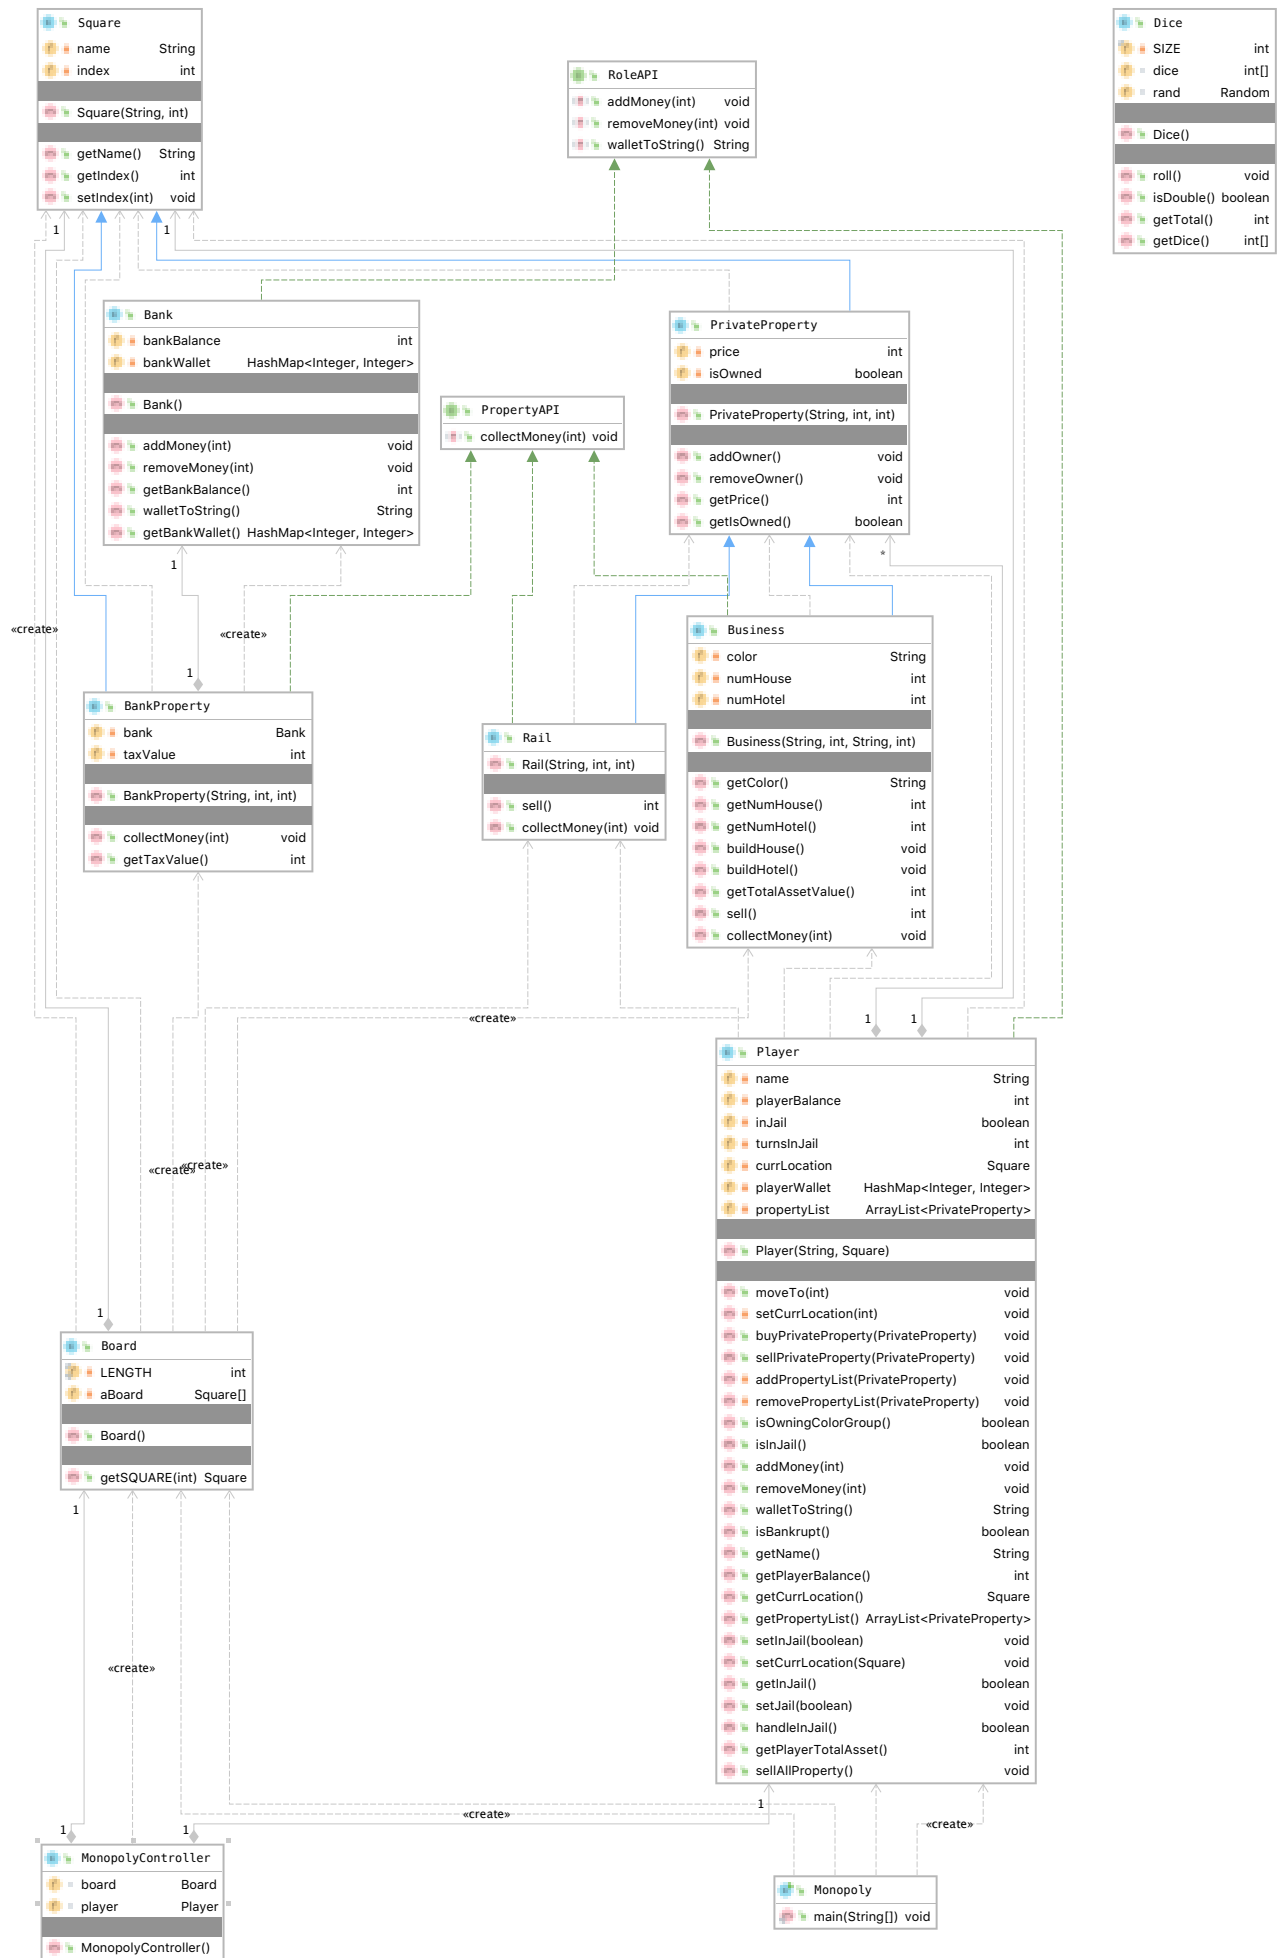 Square
name String
index int
Square(String, int)
getName() String
getIndex() int
setIndex(int) void
Dice
SIZE int
dice int[]
rand Random
Dice()
roll() void
isDouble() boolean
getTotal() int
getDice() int[]
RoleAPI
addMoney(int) void
removeMoney(int) void
walletToString() String
1
1
Bank
bankBalance int
bankWallet HashMap<Integer, Integer>
Bank()
addMoney(int) void
removeMoney(int) void
getBankBalance() int
walletToString() String
getBankWallet() HashMap<Integer, Integer>
PropertyAPI
collectMoney(int) void
PrivateProperty
price int
isOwned boolean
PrivateProperty(String, int, int)
addOwner() void
removeOwner() void
getPrice() int
getIsOwned() boolean
*
1
«create»
«create»
1
BankProperty
bank Bank
taxValue int
BankProperty(String, int, int)
collectMoney(int) void
getTaxValue() int
Rail
Rail(String, int, int)
sell() int
collectMoney(int) void
Business
color String
numHouse int
numHotel int
Business(String, int, String, int)
getColor() String
getNumHouse() int
getNumHotel() int
buildHouse() void
buildHotel() void
getTotalAssetValue() int
sell() int
collectMoney(int) void
«create»
1
1
Player
name String
playerBalance int
inJail boolean
turnsInJail int
currLocation Square
playerWallet HashMap<Integer, Integer>
propertyList ArrayList<PrivateProperty>
Player(String, Square)
moveTo(int) void
setCurrLocation(int) void
buyPrivateProperty(PrivateProperty) void
sellPrivateProperty(PrivateProperty) void
addPropertyList(PrivateProperty) void
removePropertyList(PrivateProperty) void
isOwningColorGroup() boolean
isInJail() boolean
addMoney(int) void
removeMoney(int) void
walletToString() String
isBankrupt() boolean
getName() String
getPlayerBalance() int
getCurrLocation() Square
getPropertyList() ArrayList<PrivateProperty>
setInJail(boolean) void
setCurrLocation(Square) void
getInJail() boolean
setJail(boolean) void
handleInJail() boolean
getPlayerTotalAsset() int
sellAllProperty() void
«create»
«create»
1
Board
LENGTH int
aBoard Square[]
Board()
getSQUARE(int) Square
1
«create»
1
«create»
«create»
1
1
MonopolyController
board Board
player Player
MonopolyController()
Monopoly
main(String[]) void